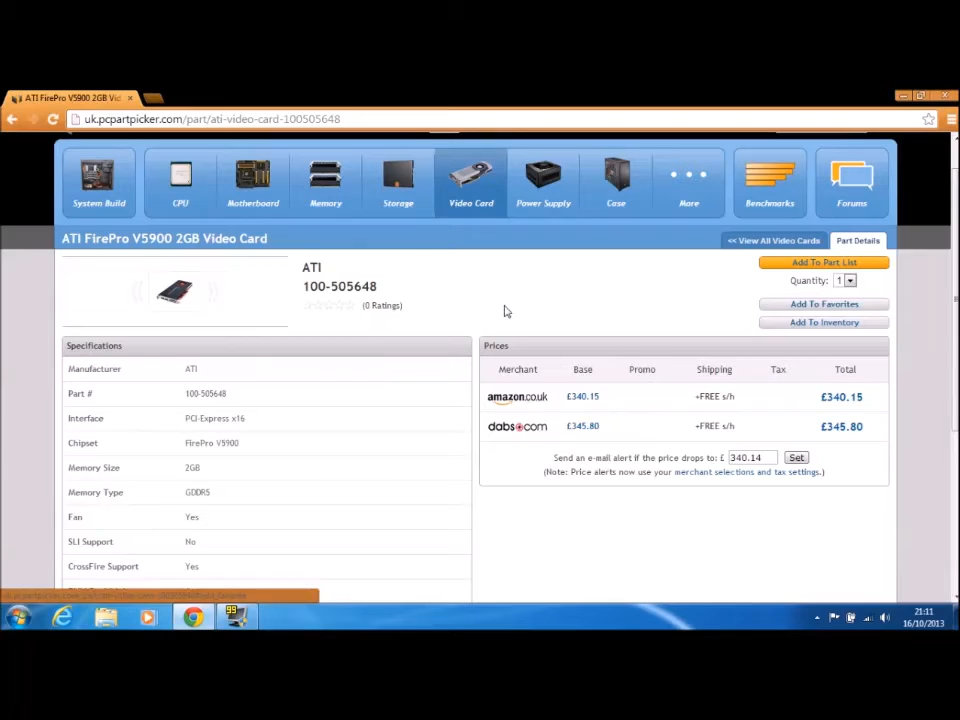 ATI FirePro V5900 2GB Vid
uk.pcpartpicker.com/part/ati-video-card-100505648
System Build
CPU
Motherboard
Memory
Storage
Video Card
Power Supply
Case
More
Benchmarks
Forums
ATI FirePro V5900 2GB Video Card
<< View All Video Cards
Part Details
ATI
100-505648
(0 Ratings)
Add To Part List
Quantity: 1
Add To Favorites
Add To Inventory
Specifications
Manufacturer ATI
Part # 100-505648
Interface PCI-Express x16
Chipset FirePro V5900
Memory Size 2GB
Memory Type GDDR5
Fan Yes
SLI Support No
CrossFire Support Yes
Prices
Merchant Base Promo Shipping Tax Total
amazon.co.uk £340.15 +FREE s/h £340.15
dabs.com £345.80 +FREE s/h £345.80
Send an e-mail alert if the price drops to: £ 340.14 Set
(Note: Price alerts now use your merchant selections and tax settings.)
99
21:11
16/10/2013